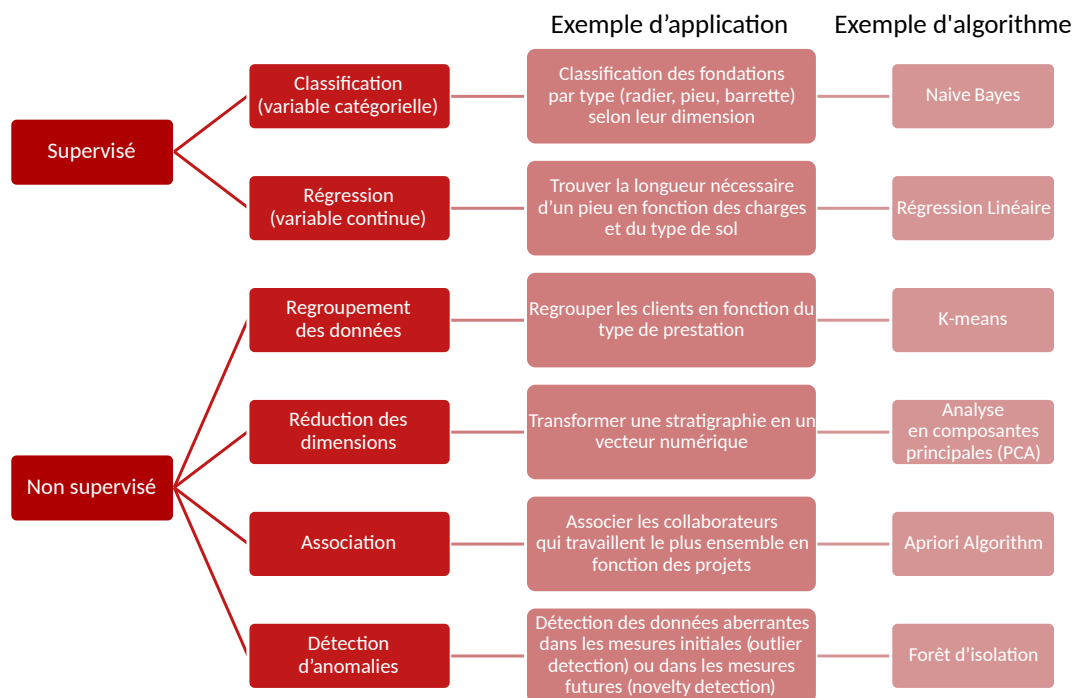 Exemple d’application
Exemple d'algorithme
Supervisé
Classification
(variable catégorielle)
Classification des fondations
par type (radier, pieu, barrette)
selon leur dimension
Naive Bayes
Régression
(variable continue)
Trouver la longueur nécessaire
d’un pieu en fonction des charges
et du type de sol
Régression Linéaire
Non supervisé
Regroupement
des données
Regrouper les clients en fonction du
type de prestation
K-means
Réduction des
dimensions
Transformer une stratigraphie en un
vecteur numérique
Analyse
en composantes
principales (PCA)
Association
Associer les collaborateurs
qui travaillent le plus ensemble en
fonction des projets
Apriori Algorithm
Détection
d’anomalies
Détection des données aberrantes
dans les mesures initiales (outlier
detection) ou dans les mesures
futures (novelty detection)
Forêt d’isolation